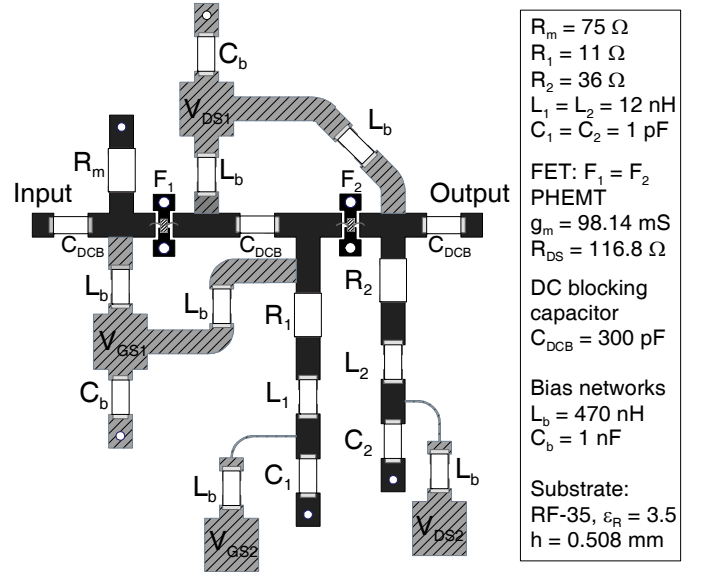 C_b
V_DS1
L_b
R_m
L_b
F_1
F_2
Input
Output
C_DCB
C_DCB
C_DCB
L_b
L_b
R_1
R_2
V_GS1
C_b
L_1
L_2
C_2
L_b
C_1
L_b
V_GS2
V_DS2
R_m = 75 Ω
R_1 = 11 Ω
R_2 = 36 Ω
L_1 = L_2 = 12 nH
C_1 = C_2 = 1 pF
FET: F_1 = F_2
PHEMT
g_m = 98.14 mS
R_DS = 116.8 Ω
DC blocking
capacitor
C_DCB = 300 pF
Bias networks
L_b = 470 nH
C_b = 1 nF
Substrate:
RF-35, ε_R = 3.5
h = 0.508 mm